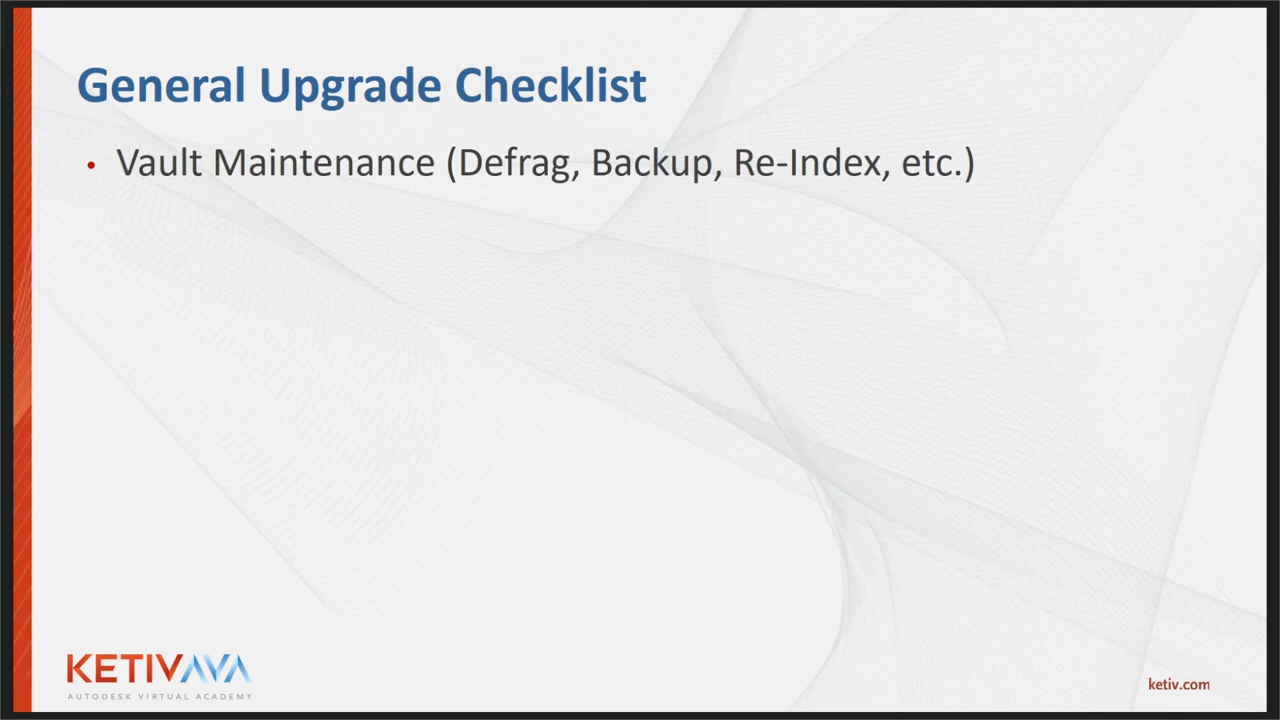 General Upgrade Checklist
• Vault Maintenance (Defrag, Backup, Re-Index, etc.)
KETIVAVA
AUTODESK VIRTUAL ACADEMY
ketiv.com